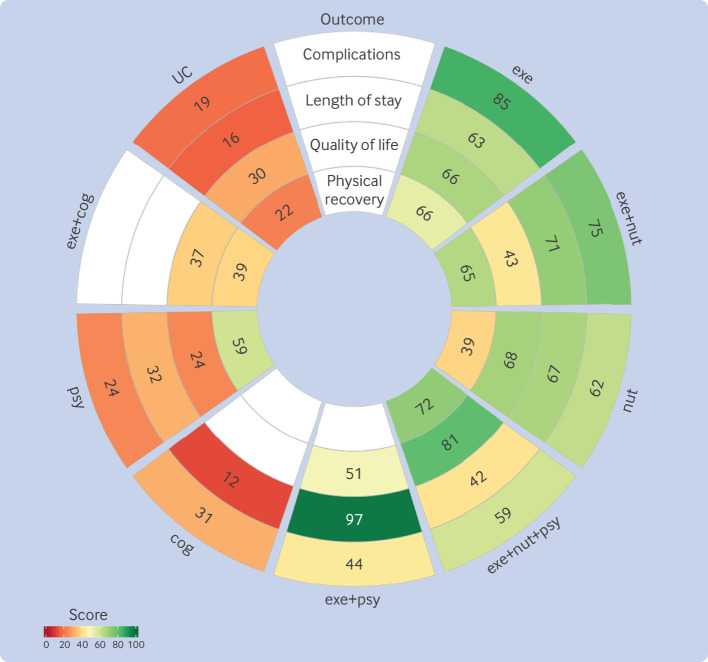 Outcome
Complications
Length of stay
Quality of life
Physical
recovery
exe
85
63
66
66
exe+nut
75
71
43
65
nut
62
67
68
39
exe+nut+psy
59
42
81
72
exe+psy
44
97
51
cog
31
12
psy
24
32
24
59
exe+cog
37
39
UC
19
16
30
22
Score
0 20 40 60 80 100